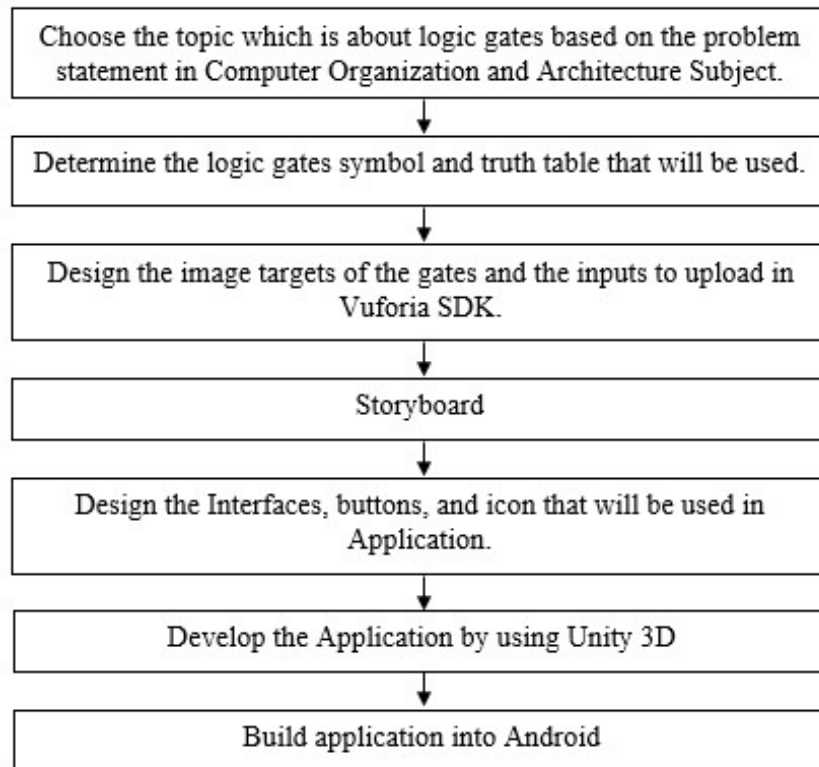 Choose the topic which is about logic gates based on the problem
statement in Computer Organization and Architecture Subject.
Determine the logic gates symbol and truth table that will be used.
Design the image targets of the gates and the inputs to upload in
Vuforia SDK.
Storyboard
Design the Interfaces, buttons, and icon that will be used in
Application.
Develop the Application by using Unity 3D
Build application into Android